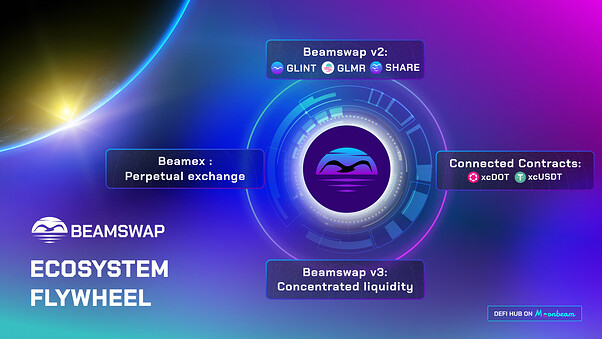 Beamswap v2:
GLINT GLMR SHARE
Beamex :
Perpetual exchange
Connected Contracts:
xcDOT xcUSDT
BEAMSWAP
ECOSYSTEM
FLYWHEEL
Beamswap v3:
Concentrated liquidity
DEFI HUB ON Moonbeam